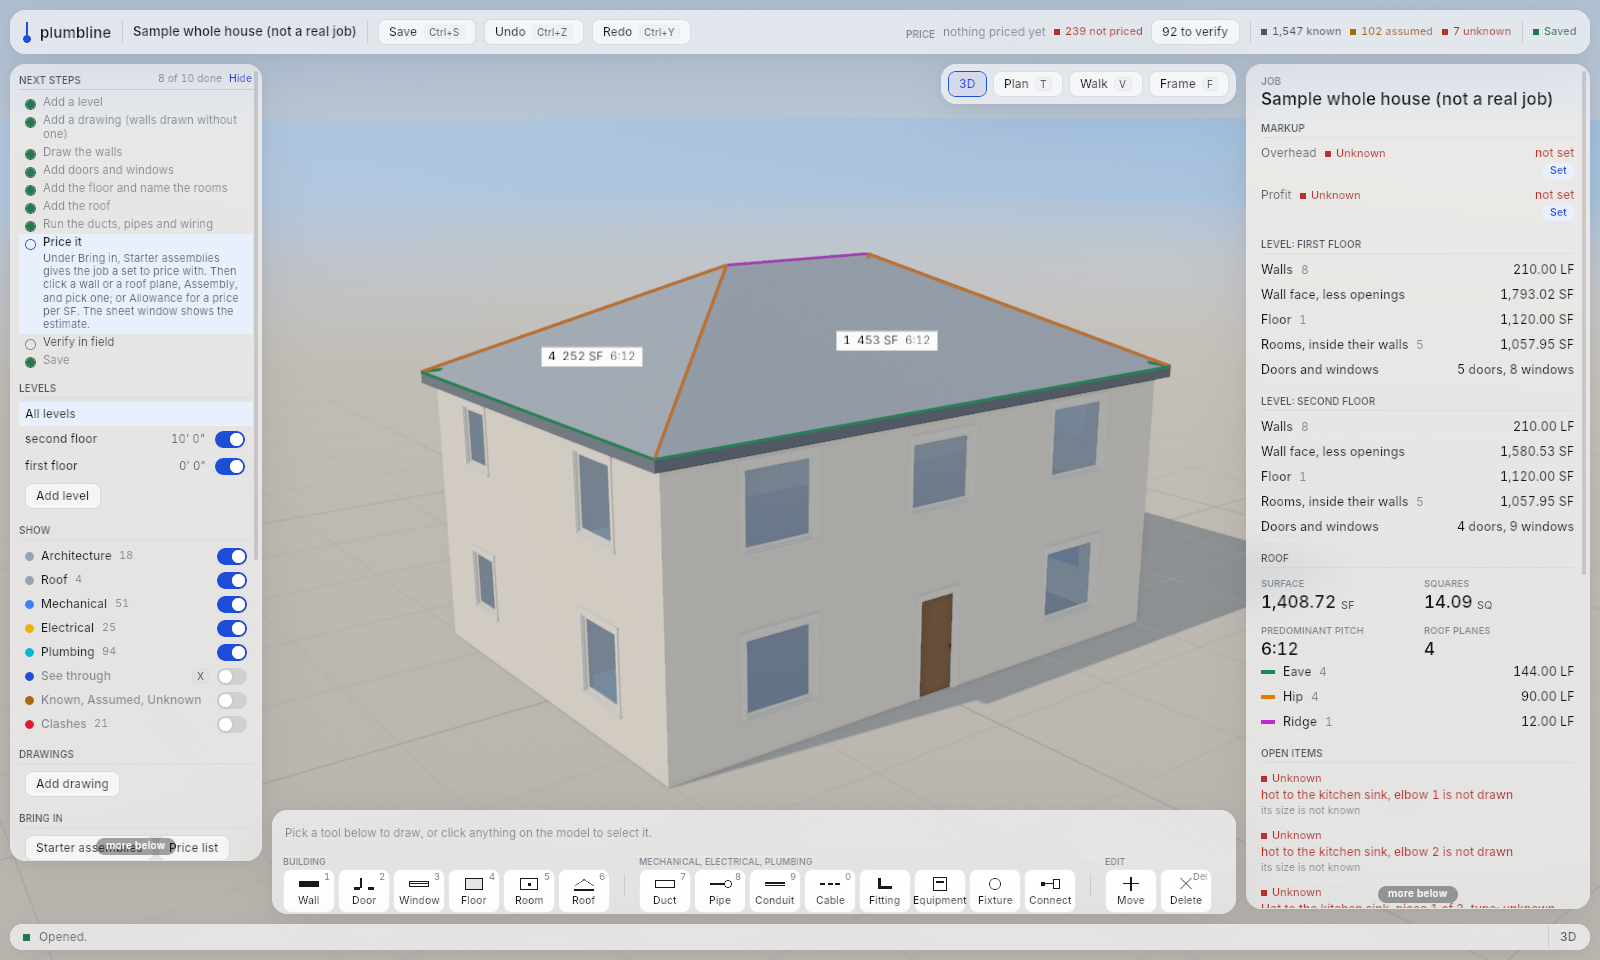 plumbline
Sample whole house (not a real job)
Save Ctrl+S
Undo Ctrl+Z
Redo Ctrl+Y
PRICE nothing priced yet
239 not priced
92 to verify
1,547 known
102 assumed
7 unknown
Saved
NEXT STEPS 8 of 10 done Hide
Add a level
Add a drawing (walls drawn without
one)
Draw the walls
Add doors and windows
Add the floor and name the rooms
Add the roof
Run the ducts, pipes and wiring
Price it
Under Bring in, Starter assemblies
gives the job a set to price with. Then
click a wall or a roof plane, Assembly,
and pick one; or Allowance for a price
per SF. The sheet window shows the
estimate.
Verify in field
Save
LEVELS
All levels
second floor 10' 0"
first floor 0' 0"
Add level
SHOW
Architecture 18
Roof 4
Mechanical 51
Electrical 25
Plumbing 94
See through X
Known, Assumed, Unknown
Clashes 21
DRAWINGS
Add drawing
BRING IN
Starter assemblies
more below
Price list
3D
Plan T
Walk V
Frame F
4 252 SF 6:12
1 453 SF 6:12
Pick a tool below to draw, or click anything on the model to select it.
BUILDING
Wall 1
Door 2
Window 3
Floor 4
Room 5
Roof 6
MECHANICAL, ELECTRICAL, PLUMBING
Duct 7
Pipe 8
Conduit 9
Cable 0
Fitting
Equipment
Fixture
Connect
EDIT
Move
Delete Del
JOB
Sample whole house (not a real job)
MARKUP
Overhead Unknown not set
Set
Profit Unknown not set
Set
LEVEL: FIRST FLOOR
Walls 8 210.00 LF
Wall face, less openings 1,793.02 SF
Floor 1 1,120.00 SF
Rooms, inside their walls 5 1,057.95 SF
Doors and windows 5 doors, 8 windows
LEVEL: SECOND FLOOR
Walls 8 210.00 LF
Wall face, less openings 1,580.53 SF
Floor 1 1,120.00 SF
Rooms, inside their walls 5 1,057.95 SF
Doors and windows 4 doors, 9 windows
ROOF
SURFACE SQUARES
1,408.72 SF 14.09 SQ
PREDOMINANT PITCH ROOF PLANES
6:12 4
Eave 4 144.00 LF
Hip 4 90.00 LF
Ridge 1 12.00 LF
OPEN ITEMS
Unknown
hot to the kitchen sink, elbow 1 is not drawn
its size is not known
Unknown
hot to the kitchen sink, elbow 2 is not drawn
its size is not known
Unknown
more below
Opened.
3D